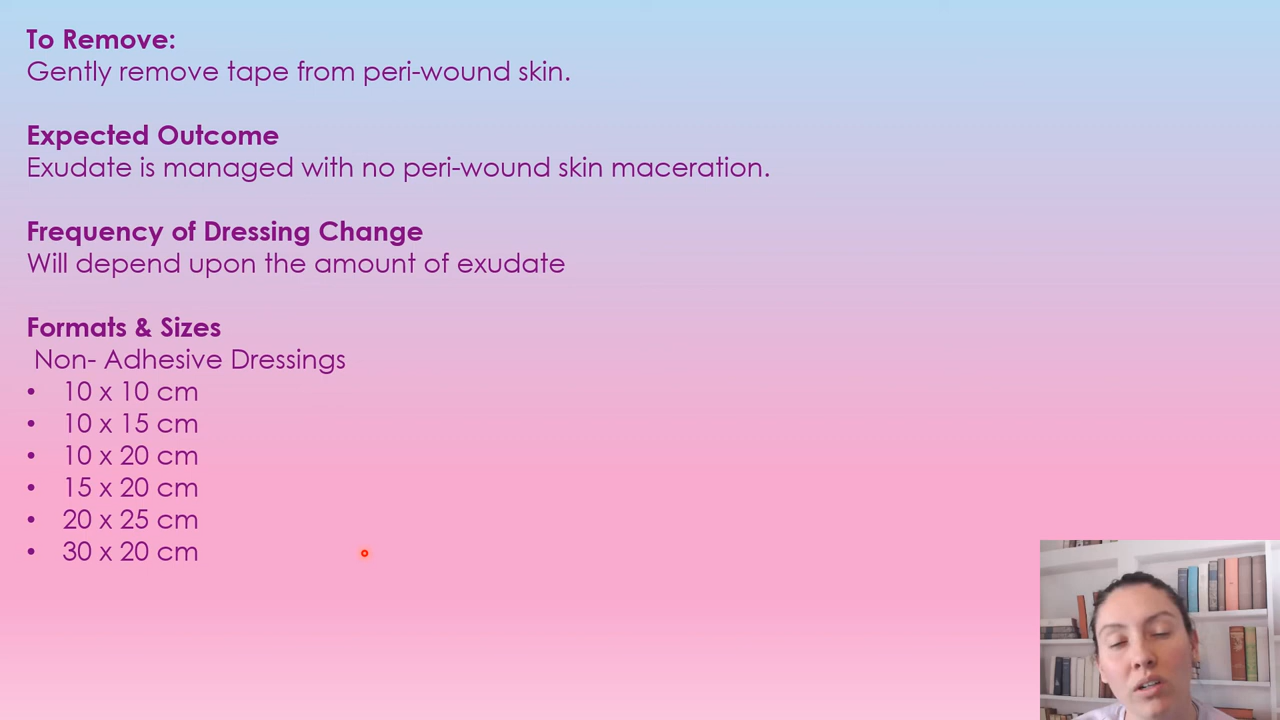 To Remove:
Gently remove tape from peri-wound skin.
Expected Outcome
Exudate is managed with no peri-wound skin maceration.
Frequency of Dressing Change
Will depend upon the amount of exudate
Formats & Sizes
Non- Adhesive Dressings
• 10 x 10 cm
• 10 x 15 cm
• 10 x 20 cm
• 15 x 20 cm
• 20 x 25 cm
• 30 x 20 cm